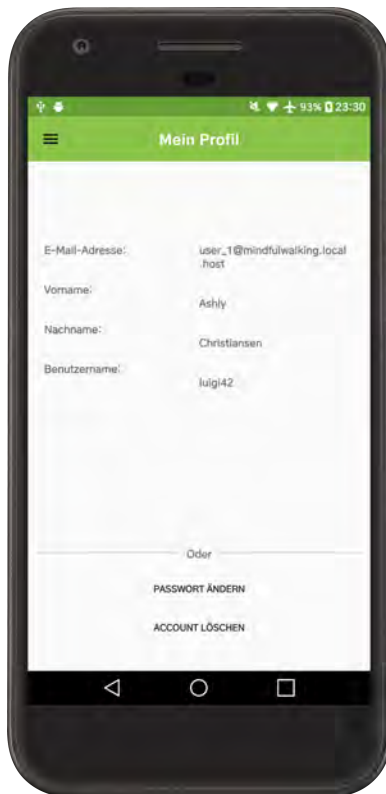 93% 23:30
Mein Profil
E-Mail-Adresse:
user_1@mindfulwalking.local
.host
Vorname:
Ashly
Nachname:
Christiansen
Benutzername:
luigi42
Oder
PASSWORT ÄNDERN
ACCOUNT LÖSCHEN